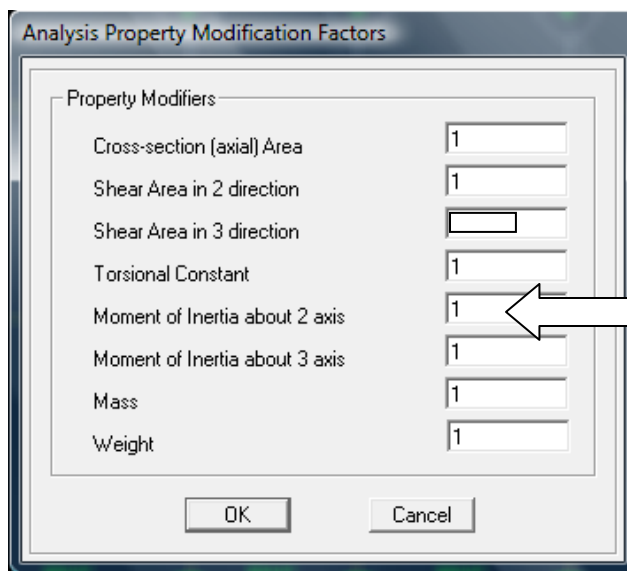 Analysis Property Modification Factors
Property Modifiers
Cross-section (axial) Area 1
Shear Area in 2 direction 1
Shear Area in 3 direction
Torsional Constant 1
Moment of Inertia about 2 axis 1
Moment of Inertia about 3 axis 1
Mass 1
Weight 1
OK Cancel